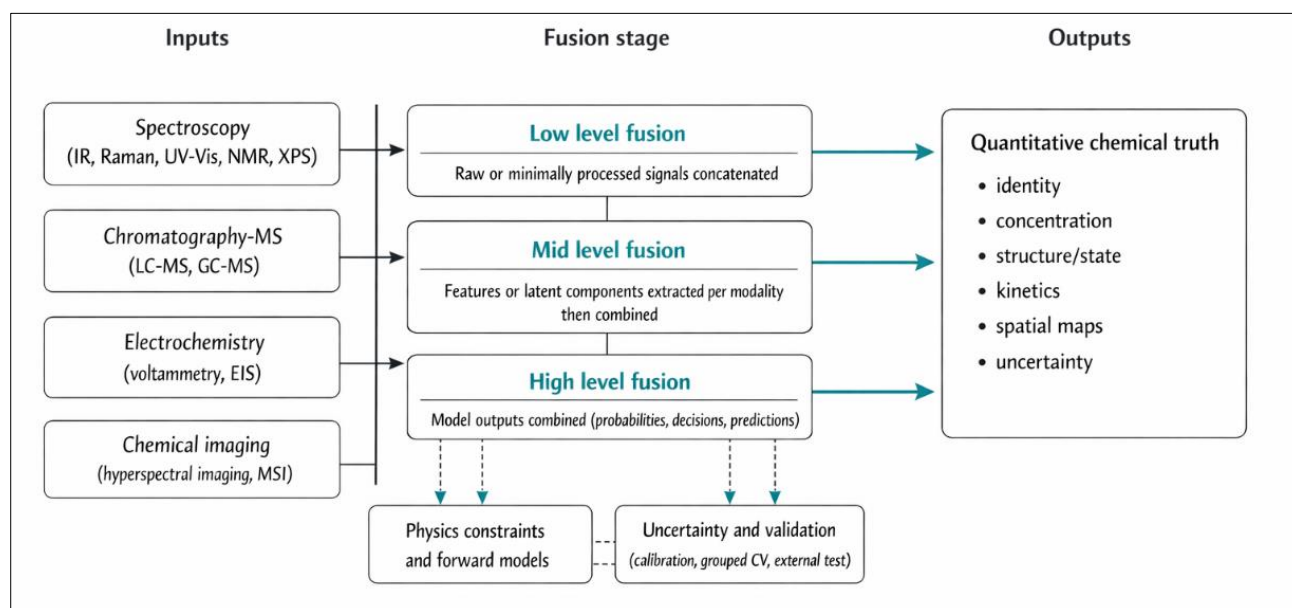 Inputs
Fusion stage
Outputs
Spectroscopy
(IR, Raman, UV-Vis, NMR, XPS)
Chromatography-MS
(LC-MS, GC-MS)
Electrochemistry
(voltammetry, EIS)
Chemical imaging
(hyperspectral imaging, MSI)
Low level fusion
Raw or minimally processed signals concatenated
Mid level fusion
Features or latent components extracted per modality
then combined
High level fusion
Model outputs combined (probabilities, decisions, predictions)
Physics constraints
and forward models
Uncertainty and validation
(calibration, grouped CV, external test)
Quantitative chemical truth
• identity
• concentration
• structure/state
• kinetics
• spatial maps
• uncertainty